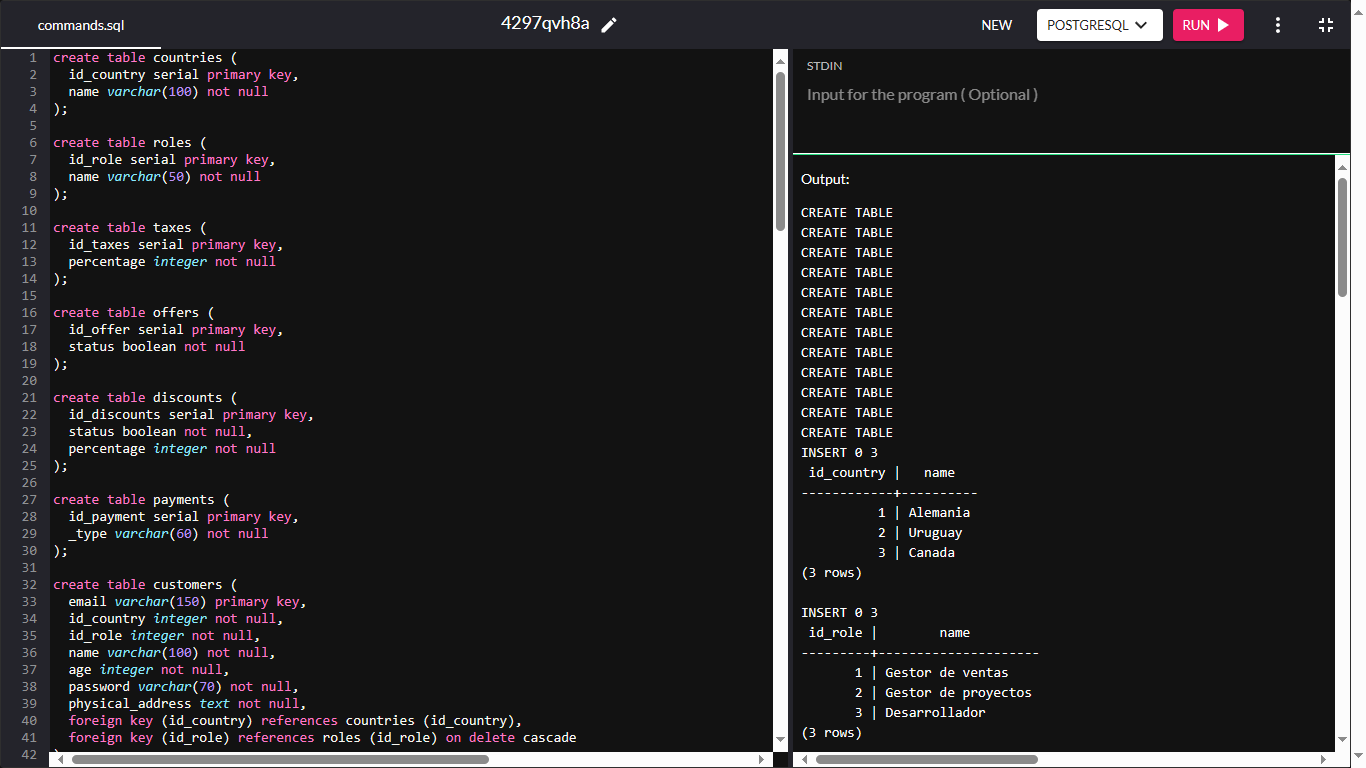 commands.sql
4297qvh8a
NEW
POSTGRESQL
RUN
1 create table countries (
2   id_country serial primary key,
3   name varchar(100) not null
4 );
5
6 create table roles (
7   id_role serial primary key,
8   name varchar(50) not null
9 );
10
11 create table taxes (
12   id_taxes serial primary key,
13   percentage integer not null
14 );
15
16 create table offers (
17   id_offer serial primary key,
18   status boolean not null
19 );
20
21 create table discounts (
22   id_discounts serial primary key,
23   status boolean not null,
24   percentage integer not null
25 );
26
27 create table payments (
28   id_payment serial primary key,
29   _type varchar(60) not null
30 );
31
32 create table customers (
33   email varchar(150) primary key,
34   id_country integer not null,
35   id_role integer not null,
36   name varchar(100) not null,
37   age integer not null,
38   password varchar(70) not null,
39   physical_address text not null,
40   foreign key (id_country) references countries (id_country),
41   foreign key (id_role) references roles (id_role) on delete cascade
42
STDIN
Input for the program ( Optional )
Output:
CREATE TABLE
CREATE TABLE
CREATE TABLE
CREATE TABLE
CREATE TABLE
CREATE TABLE
CREATE TABLE
CREATE TABLE
CREATE TABLE
CREATE TABLE
CREATE TABLE
CREATE TABLE
INSERT 0 3
 id_country |   name
------------+----------
          1 | Alemania
          2 | Uruguay
          3 | Canada
(3 rows)

INSERT 0 3
 id_role |        name
---------+---------------------
       1 | Gestor de ventas
       2 | Gestor de proyectos
       3 | Desarrollador
(3 rows)